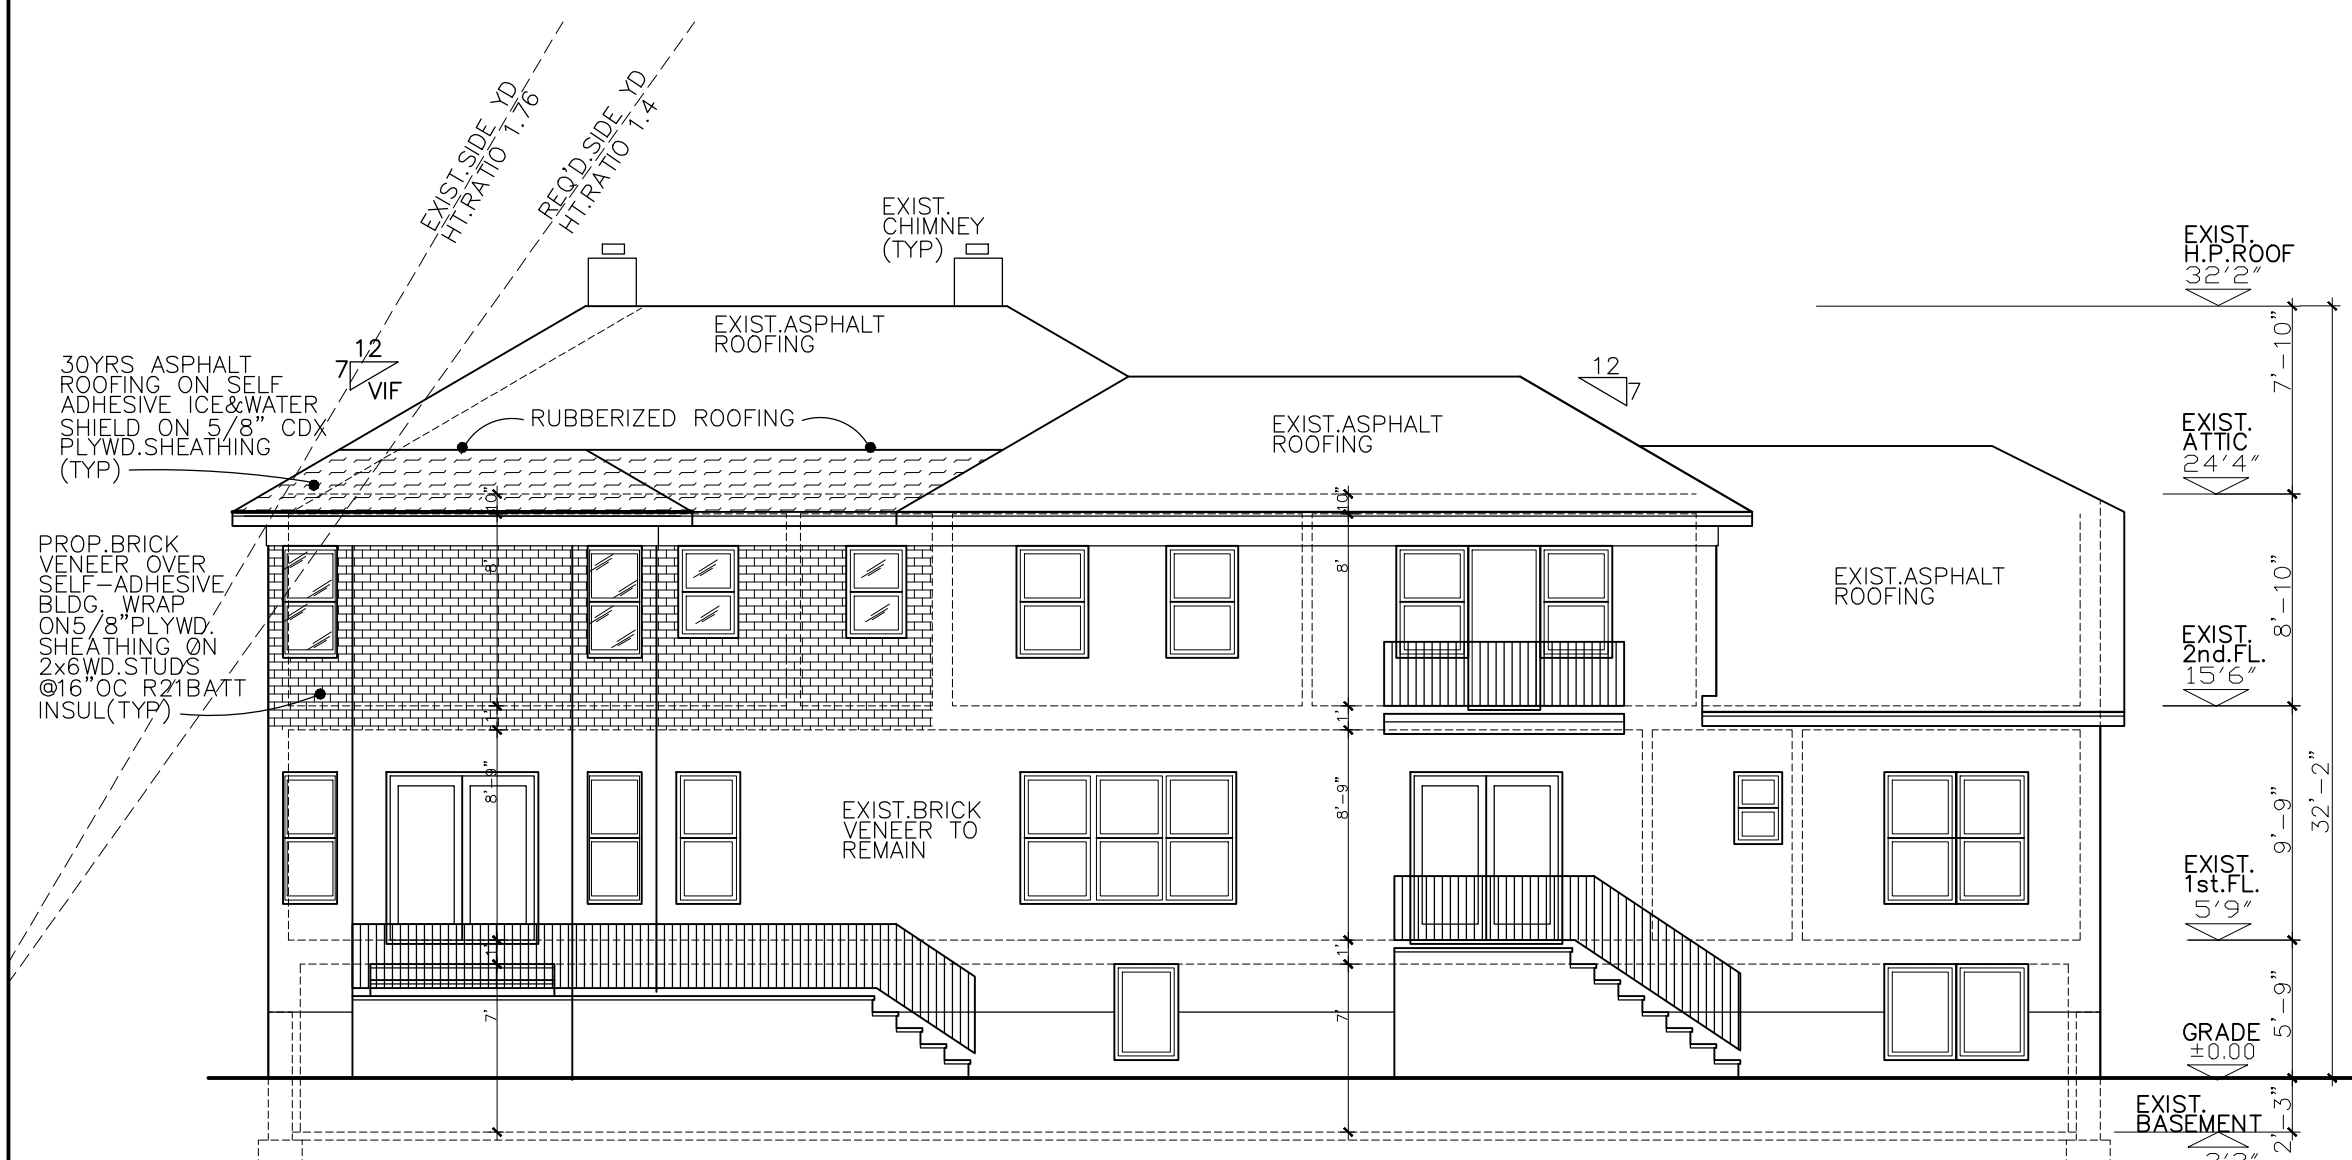 EXIST.SIDE YD
HT.RATIO 1.76
REQ'D.SIDE YD
HT.RATIO 1.4
EXIST.
CHIMNEY
(TYP)
EXIST.
H.P.ROOF
32'2"
EXIST.ASPHALT
ROOFING
12
7
VIF
30YRS ASPHALT
ROOFING ON SELF
ADHESIVE ICE&WATER
SHIELD ON 5/8" CDX
PLYWD.SHEATHING
(TYP)
RUBBERIZED ROOFING
EXIST.ASPHALT
ROOFING
12
7
7'-10"
EXIST.
ATTIC
24'4"
10"
10"
PROP.BRICK
VENEER OVER
SELF-ADHESIVE
BLDG. WRAP
ON5/8"PLYWD.
SHEATHING ON
2x6WD.STUDS
@16"OC R21BATT
INSUL(TYP)
8'
8'
EXIST.ASPHALT
ROOFING
8'-10"
EXIST.
2nd.FL.
15'6"
1'
1'
8'-9"
8'-9"
EXIST.BRICK
VENEER TO
REMAIN
9'-9"
32'-2"
EXIST.
1st.FL.
5'9"
1'
1'
7'
7'
5'-9"
GRADE
±0.00
EXIST.
BASEMENT
2'-3"